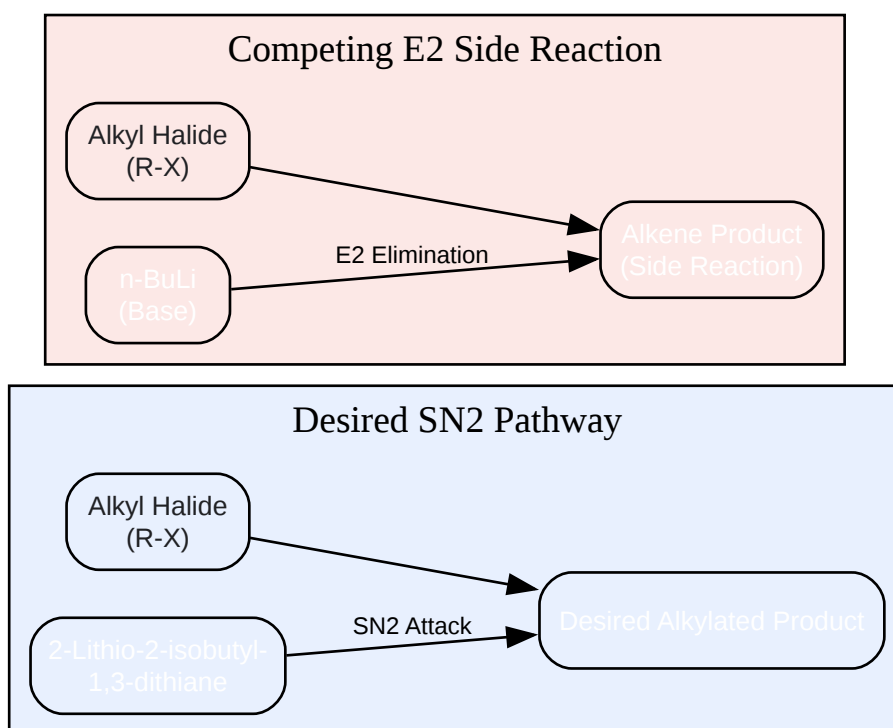 Competing E2 Side Reaction
Alkyl Halide
(R-X)
n-BuLi
(Base)
E2 Elimination
Alkene Product
(Side Reaction)
Desired SN2 Pathway
Alkyl Halide
(R-X)
2-Lithio-2-isobutyl-
1,3-dithiane
SN2 Attack
Desired Alkylated Product